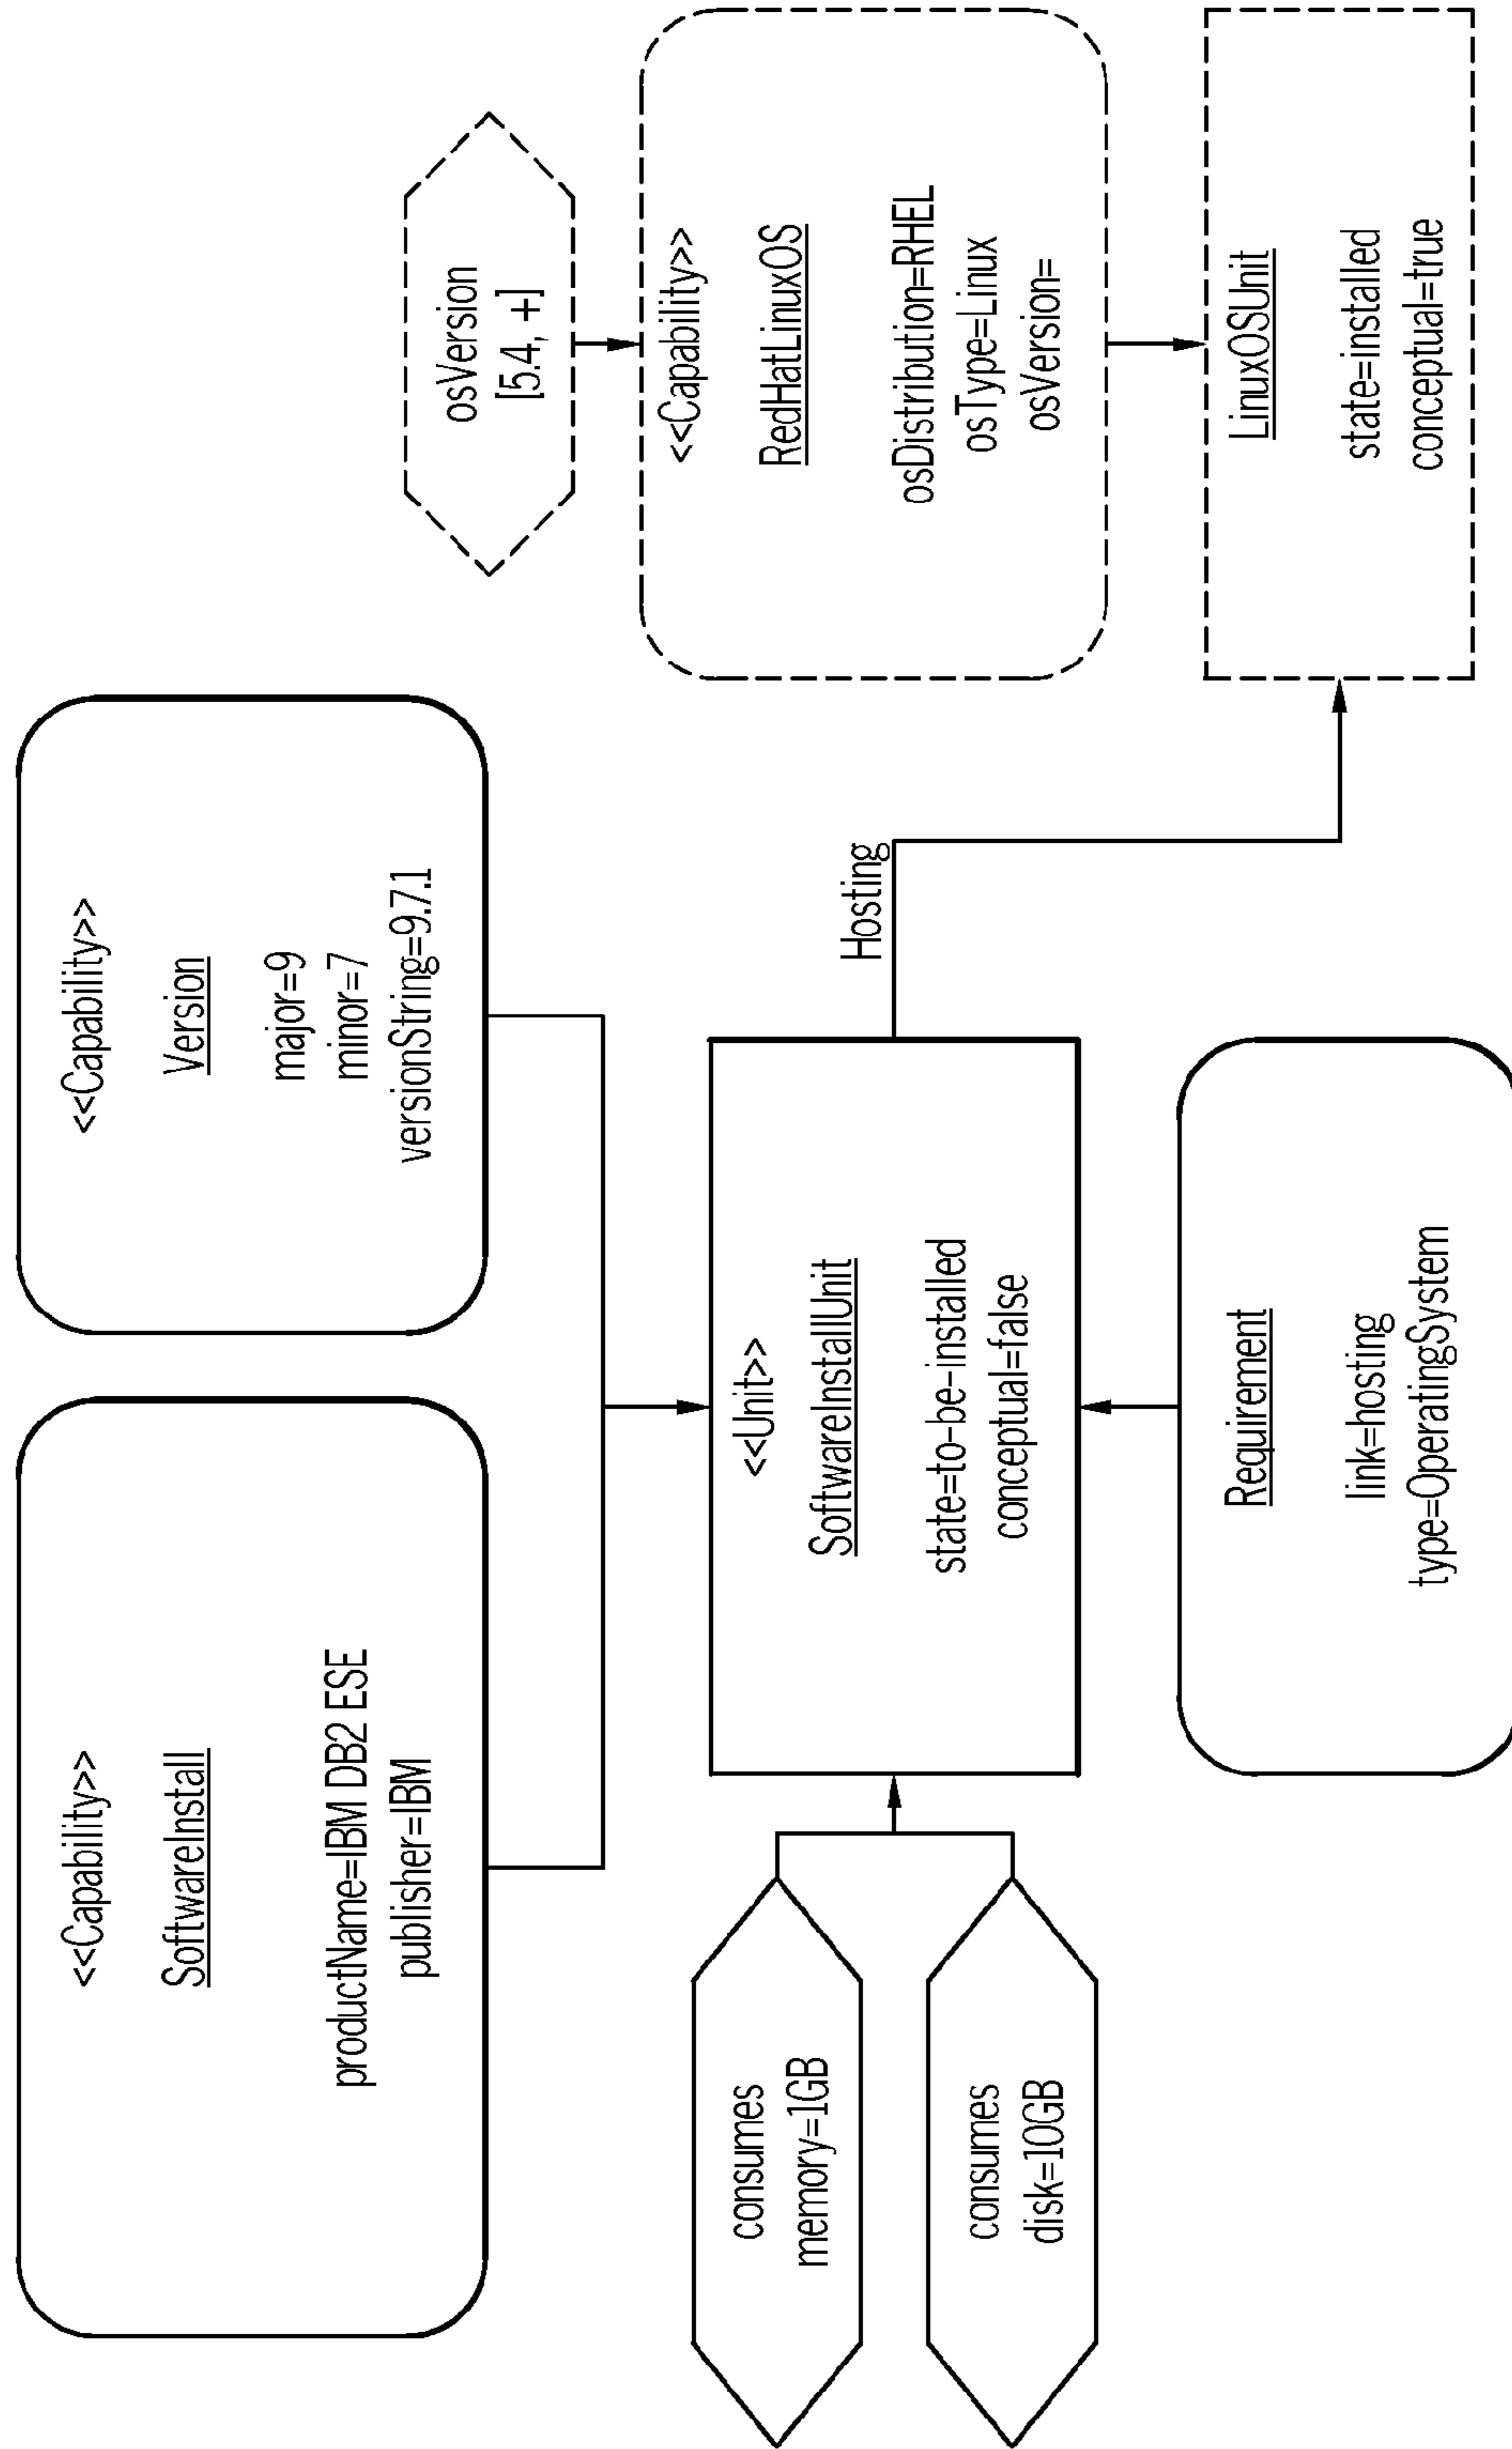 <<Capability>>
SoftwareInstall
productName=IBM DB2 ESE
publisher=IBM
<<Capability>>
Version
major=9
minor=7
versionString=9.7.1
osVersion
[5.4, +]
<<Capability>>
RedHatLinuxOS
osDistribution=RHEL
osType=Linux
osVersion=
consumes
memory=1GB
consumes
disk=10GB
<<Unit>>
SoftwareInstallUnit
state=to-be-installed
conceptual=false
Hosting
Requirement
link=hosting
type=OperatingSystem
LinuxOSUnit
state=installed
conceptual=true